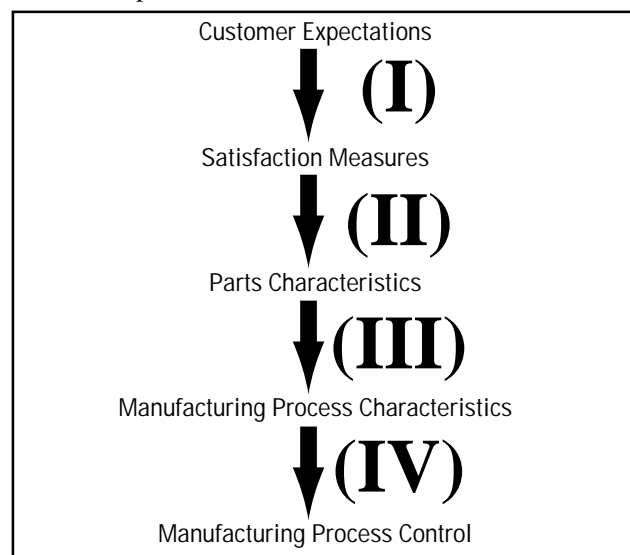 Customer Expectations
(I)
Satisfaction Measures
(II)
Parts Characteristics
(III)
Manufacturing Process Characteristics
(IV)
Manufacturing Process Control